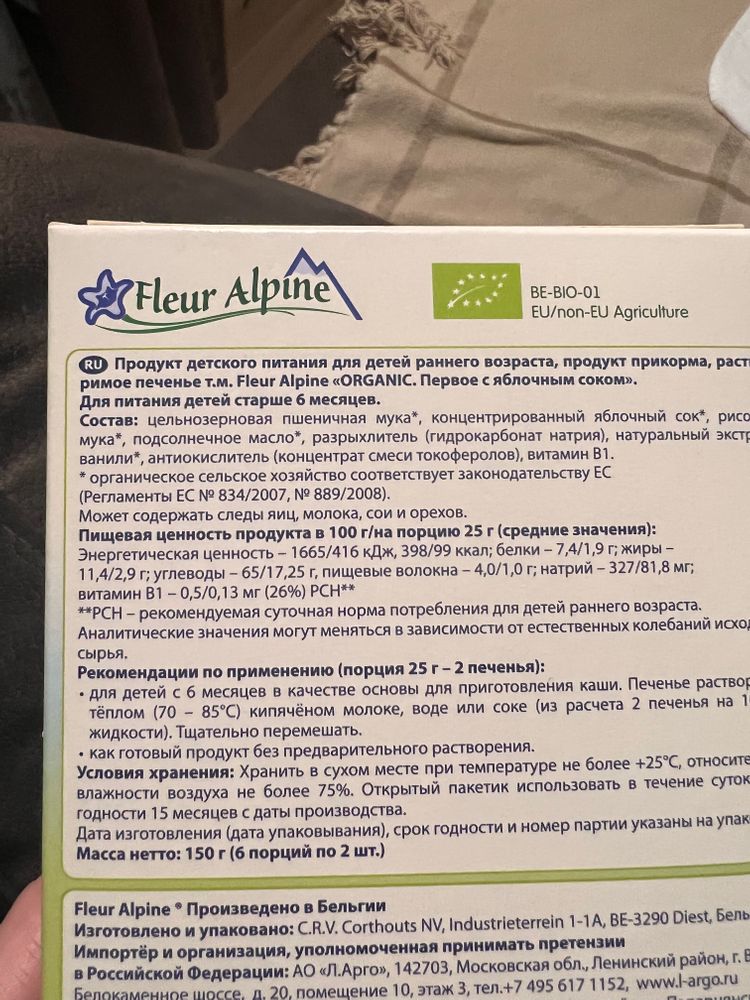 Fleur Alpine
BE-BIO-01
EU/non-EU Agriculture
RU Продукт детского питания для детей раннего возраста, продукт прикорма, раст
римое печенье т.м. Fleur Alpine «ORGANIC. Первое с яблочным соком».
Для питания детей старше 6 месяцев.
Состав: цельнозерновая пшеничная мука*, концентрированный яблочный сок*, рисо
мука*, подсолнечное масло*, разрыхлитель (гидрокарбонат натрия), натуральный экстр
ванили*, антиокислитель (концентрат смеси токоферолов), витамин В1.
* органическое сельское хозяйство соответствует законодательству ЕС
(Регламенты ЕС № 834/2007, № 889/2008).
Может содержать следы яиц, молока, сои и орехов.
Пищевая ценность продукта в 100 г/на порцию 25 г (средние значения):
Энергетическая ценность – 1665/416 кДж, 398/99 ккал; белки – 7,4/1,9 г; жиры –
11,4/2,9 г; углеводы – 65/17,25 г, пищевые волокна – 4,0/1,0 г; натрий – 327/81,8 мг;
витамин В1 – 0,5/0,13 мг (26%) РСН**
**РСН – рекомендуемая суточная норма потребления для детей раннего возраста.
Аналитические значения могут меняться в зависимости от естественных колебаний исход
сырья.
Рекомендации по применению (порция 25 г – 2 печенья):
• для детей с 6 месяцев в качестве основы для приготовления каши. Печенье раствор
тёплом (70 – 85°C) кипячёном молоке, воде или соке (из расчета 2 печенья на 1
жидкости). Тщательно перемешать.
• как готовый продукт без предварительного растворения.
Условия хранения: Хранить в сухом месте при температуре не более +25°C, относите
влажности воздуха не более 75%. Открытый пакетик использовать в течение суток
годности 15 месяцев с даты производства.
Дата изготовления (дата упаковывания), срок годности и номер партии указаны на упак
Масса нетто: 150 г (6 порций по 2 шт.)
Fleur Alpine ® Произведено в Бельгии
Изготовлено и упаковано: C.R.V. Corthouts NV, Industrieterrein 1-1A, BE-3290 Diest, Бель
Импортёр и организация, уполномоченная принимать претензии
в Российской Федерации: АО «Л.Арго», 142703, Московская обл., Ленинский район, г. В
Белокаменное шоссе, д. 20, помещение 10, этаж 3, тел.+7 495 617 1152, www.l-argo.ru